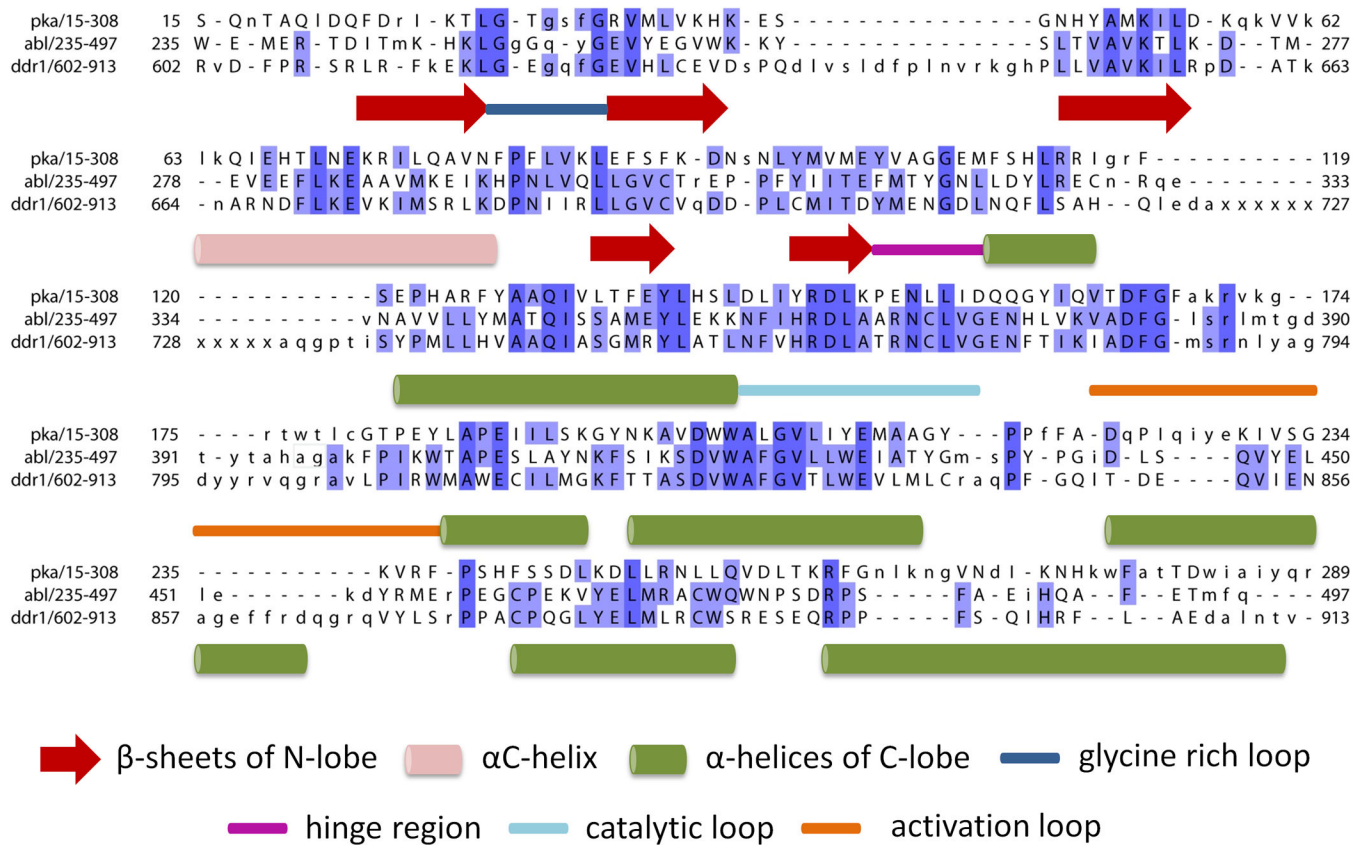 pka/15-308 15 S-QnTAQlDQFDrI-KTLG-TgsfGRVMLVKHK-ES---------------GNHYAMKILD-KqkVVk 62
abl/235-497 235 W-E-MER-TDITmK-HKLGgGq-yGEVYEGVWK-KY---------------SLTVAVKTLK-D--TM- 277
ddr1/602-913 602 RvD-FPR-SRLR-FkEKLG-EgqfGEVHLCEVDsPQdlvsldfplnvrkghPLLVAVKILRpD--ATk 663
pka/15-308 63 lkQIEHTLNEKRILQAVNFPFLVKLEFSFK-DNsNLYMVMEYVAGGEMFSHLRRIgrF---------- 119
abl/235-497 278 --EVEEFLKEAAVMKEIKHPNLVQLLGVCTrEP-PFYIITEFMTYGNLLDYLRECn-Rqe-------- 333
ddr1/602-913 664 -nARNDFLKEVKIMSRLKDPNIIRLLGVCVqDD-PLCMITDYMENGDLNQFLSAH--Qledaxxxxxx 727
pka/15-308 120 ----------SEPHARFYAAQIVLTFEYLHSLDLIYRDLKPENLLIDQQGYIQVTDFGFakrvkg-- 174
abl/235-497 334 ---------vNAVVLLYMATQISSAMEYLEKKNFIHRDLAARNCLVGENHLVKVADFG-lsrlmtgd 390
ddr1/602-913 728 xxxxxaqgptiSYPMLLHVAAQIASGMRYLATLNFVHRDLATRNCLVGENFTIKIADFG-msrnlyag 794
pka/15-308 175 ----rtwtlcGTPEYLAPEIILSKGYNKAVDWWALGVLIYEMAAGY---PPfFA-DqPlqiyeKIVSG 234
abl/235-497 391 t-ytahagakFPIKWTAPESLAYNKFSIKSDVWAFGVLLWEIATYGm-sPY-PGiD-LS----QVYEL 450
ddr1/602-913 795 dyyrvqgravLPIRWMAWECILMGKFTTASDVWAFGVTLWEVLMLCraqPF-GQIT-DE----QVIEN 856
pka/15-308 235 ----------KVRF-PSHFSSDLKDLLRNLLQVDLTKRFGnlkngVNdI-KNHkwFatTDwiaiyqr 289
abl/235-497 451 le--------kdYRMErPEGCPEKVYELMRACWQWNPSDRPS------FA-EiHQA--F--ETmfq---- 497
ddr1/602-913 857 ageffrdqgrqVYLSrPPACPQGLYELMLRCWSRESEQRPP-----FS-QlHRF--L--AEdalntv- 913
β-sheets of N-lobe αC-helix α-helices of C-lobe glycine rich loop
hinge region catalytic loop activation loop